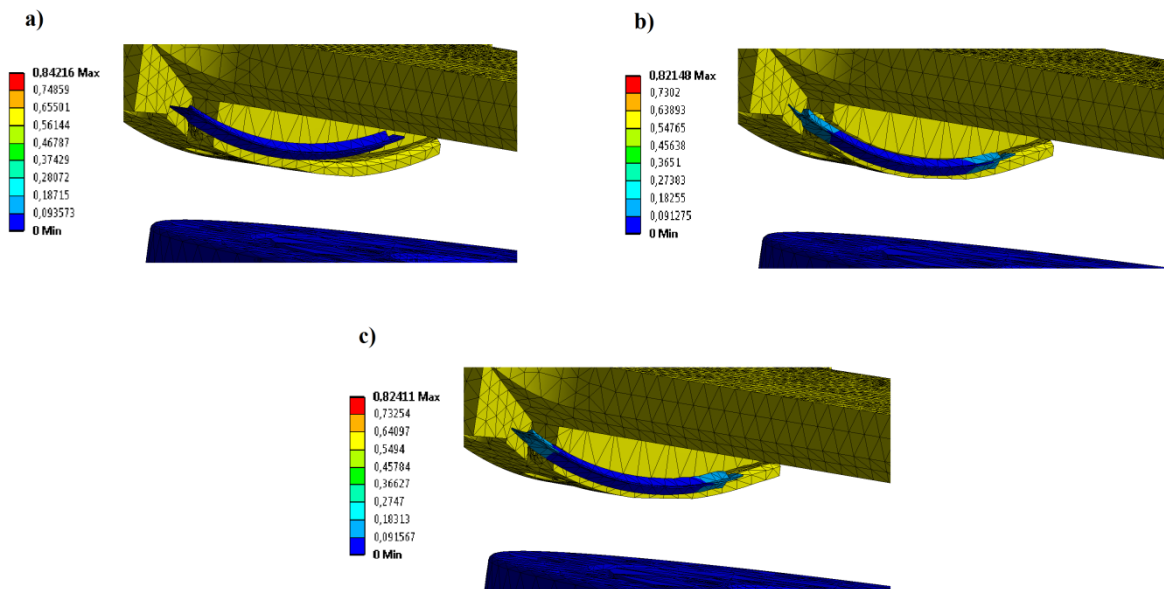 a)
0,84216 Max
0,74859
0,65501
0,56144
0,46787
0,37429
0,28072
0,18715
0,093573
0 Min
b)
0,82148 Max
0,7302
0,63893
0,54765
0,45638
0,3651
0,27383
0,18255
0,091275
0 Min
c)
0,82411 Max
0,73254
0,64097
0,5494
0,45784
0,36627
0,2747
0,18313
0,091567
0 Min